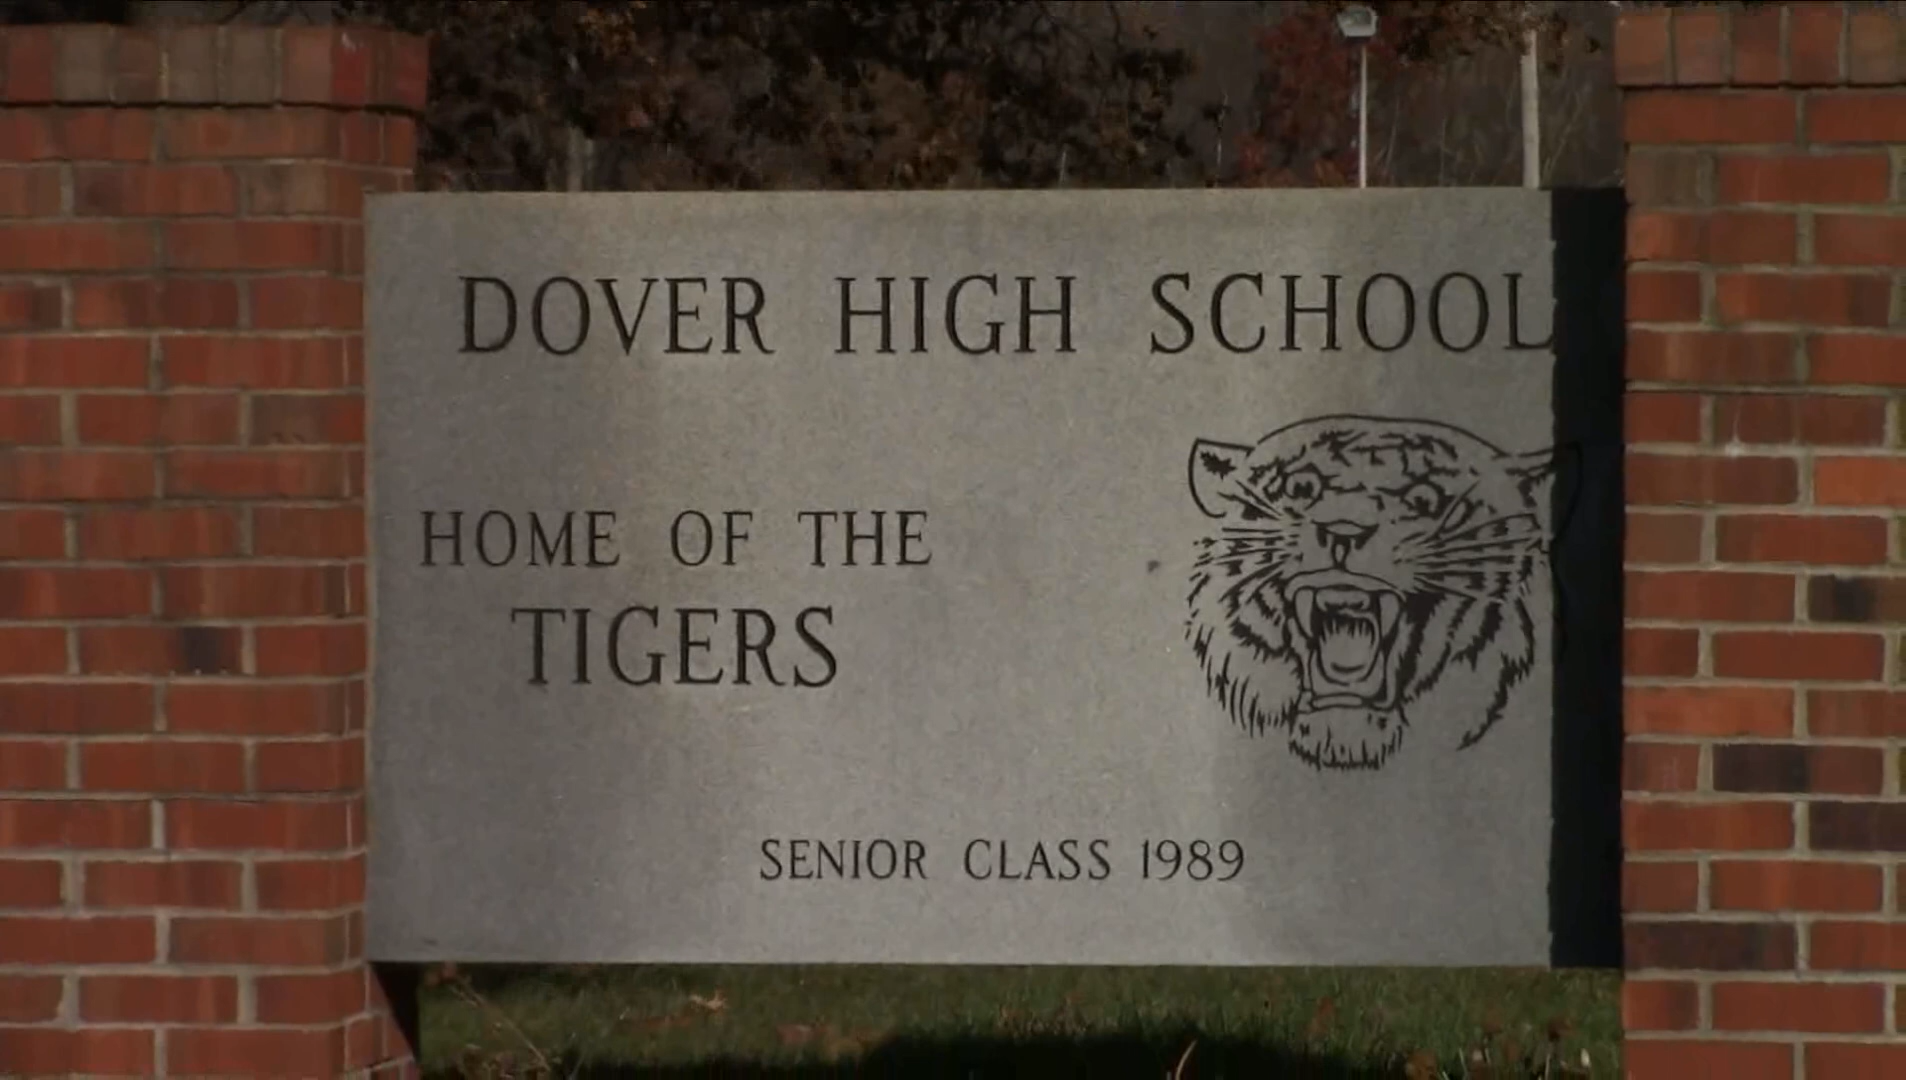 DOVER HIGH SCHOOL
HOME OF THE
TIGERS
SENIOR CLASS 1989